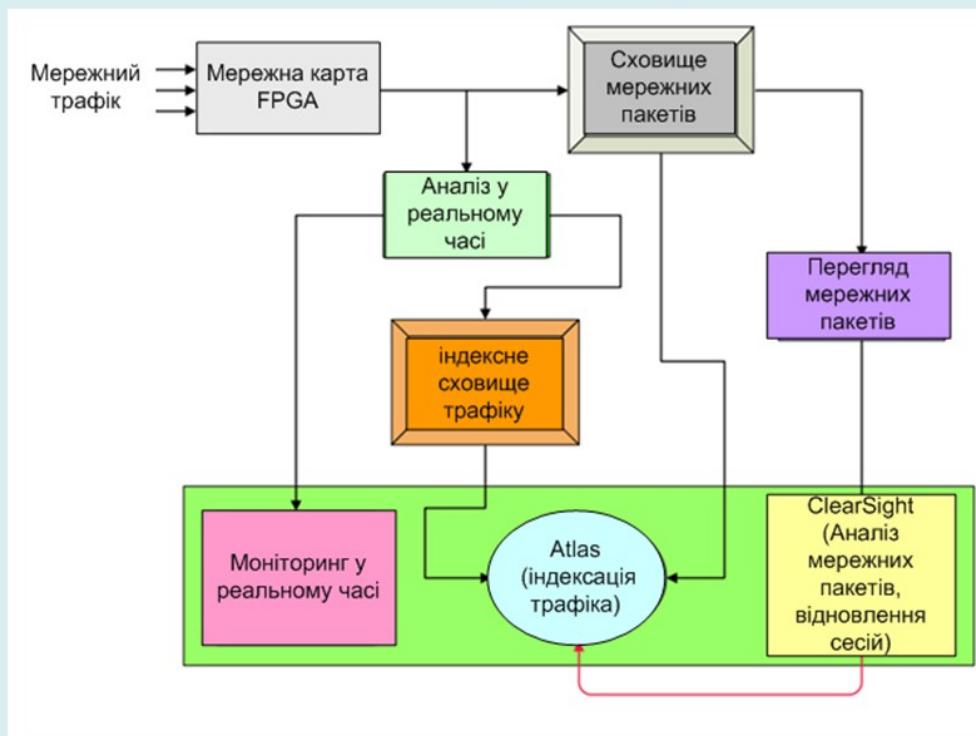 Мережний
трафік
Мережна карта
FPGA
Сховище
мережних
пакетів
Аналіз у
реальному
часі
Перегляд
мережних
пакетів
індексне
сховище
трафіку
Моніторинг у
реальному часі
Atlas
(індексація
трафіка)
ClearSight
(Аналіз
мережних
пакетів,
відновлення
сесій)